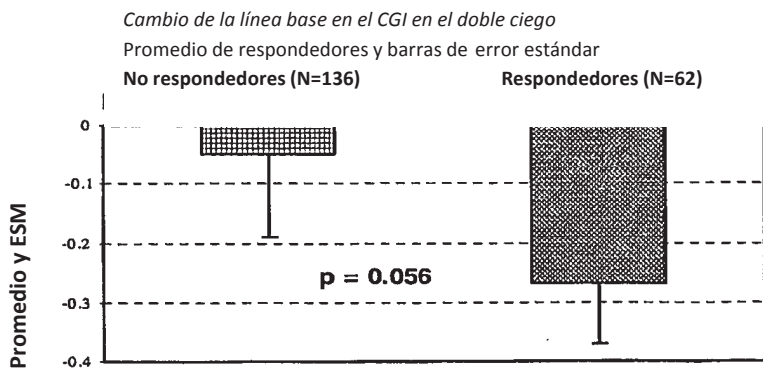 Cambio de la línea base en el CGI en el doble ciego
Promedio de respondedores y barras de error estándar
No respondedores (N=136) Respondedores (N=62)
Promedio y ESM
0
-0.1
-0.2
p = 0.056
-0.3
-0.4